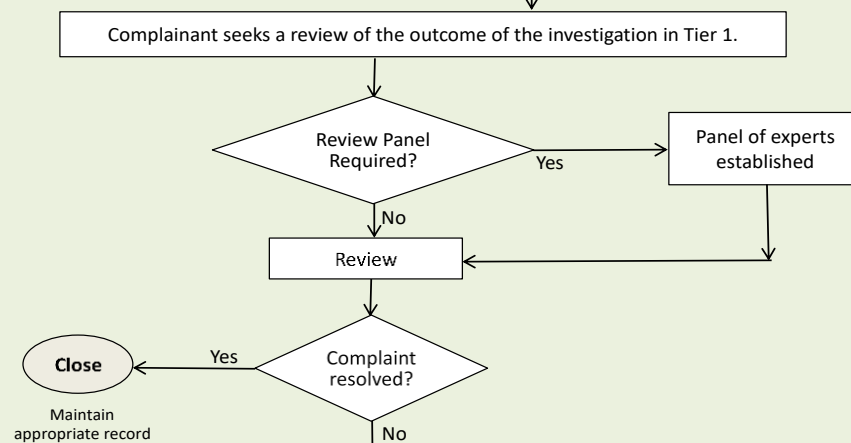 Complainant seeks a review of the outcome of the investigation in Tier 1.
Review Panel
Required?
Yes
Panel of experts
established
No
Review
Complaint
resolved?
Yes
Close
Maintain
appropriate record
No